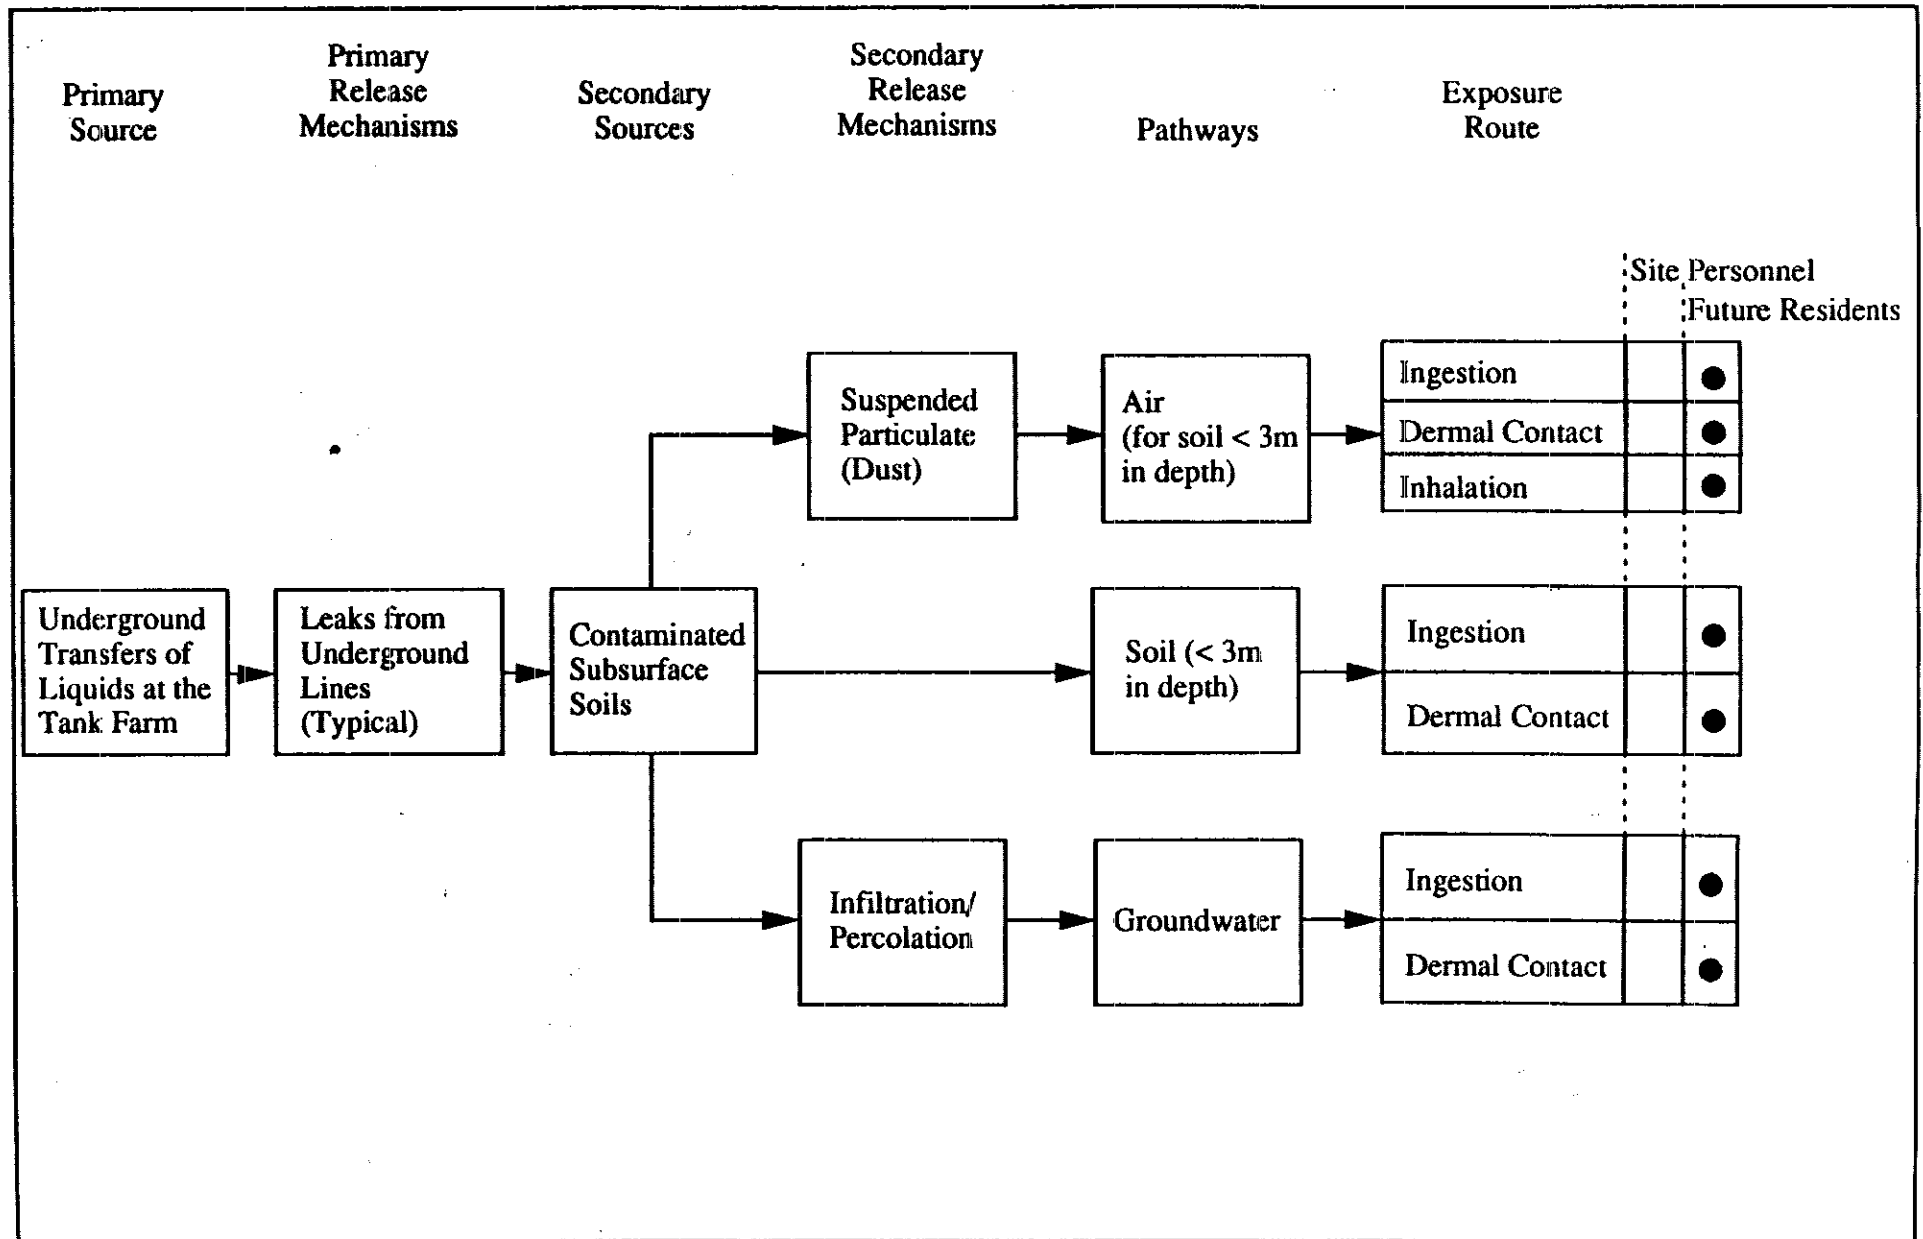 Primary
Source
Primary
Release
Mechanisms
Secondary
Sources
Secondary
Release
Mechanisms
Pathways
Exposure
Route
Site Personnel
Future Residents
Suspended
Particulate
(Dust)
Air
(for soil < 3m
in depth)
Ingestion
Dermal Contact
Inhalation
Underground
Transfers of
Liquids at the
Tank Farm
Leaks from
Underground
Lines
(Typical)
Contaminated
Subsurface
Soils
Soil (< 3m
in depth)
Ingestion
Dermal Contact
Infiltration/
Percolation
Groundwater
Ingestion
Dermal Contact